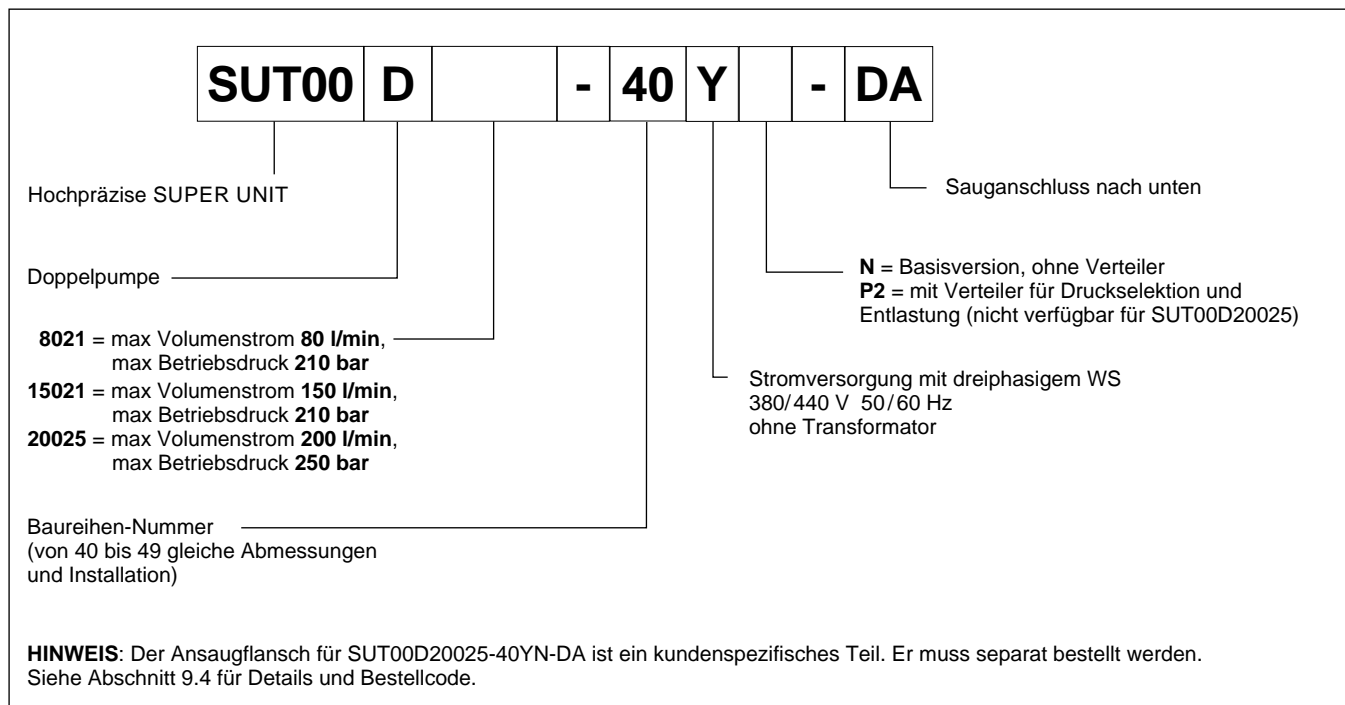 SUT00 D - 40 Y - DA
Hochpräzise SUPER UNIT
Sauganschluss nach unten
Doppelpumpe
N = Basisversion, ohne Verteiler
P2 = mit Verteiler für Druckselektion und
Entlastung (nicht verfügbar für SUT00D20025)
8021 = max Volumenstrom 80 l/min,
max Betriebsdruck 210 bar
15021 = max Volumenstrom 150 l/min,
max Betriebsdruck 210 bar
20025 = max Volumenstrom 200 l/min,
max Betriebsdruck 250 bar
Stromversorgung mit dreiphasigem WS
380/440 V 50/60 Hz
ohne Transformator
Baureihen-Nummer
(von 40 bis 49 gleiche Abmessungen
und Installation)
HINWEIS: Der Ansaugflansch für SUT00D20025-40YN-DA ist ein kundenspezifisches Teil. Er muss separat bestellt werden.
Siehe Abschnitt 9.4 für Details und Bestellcode.